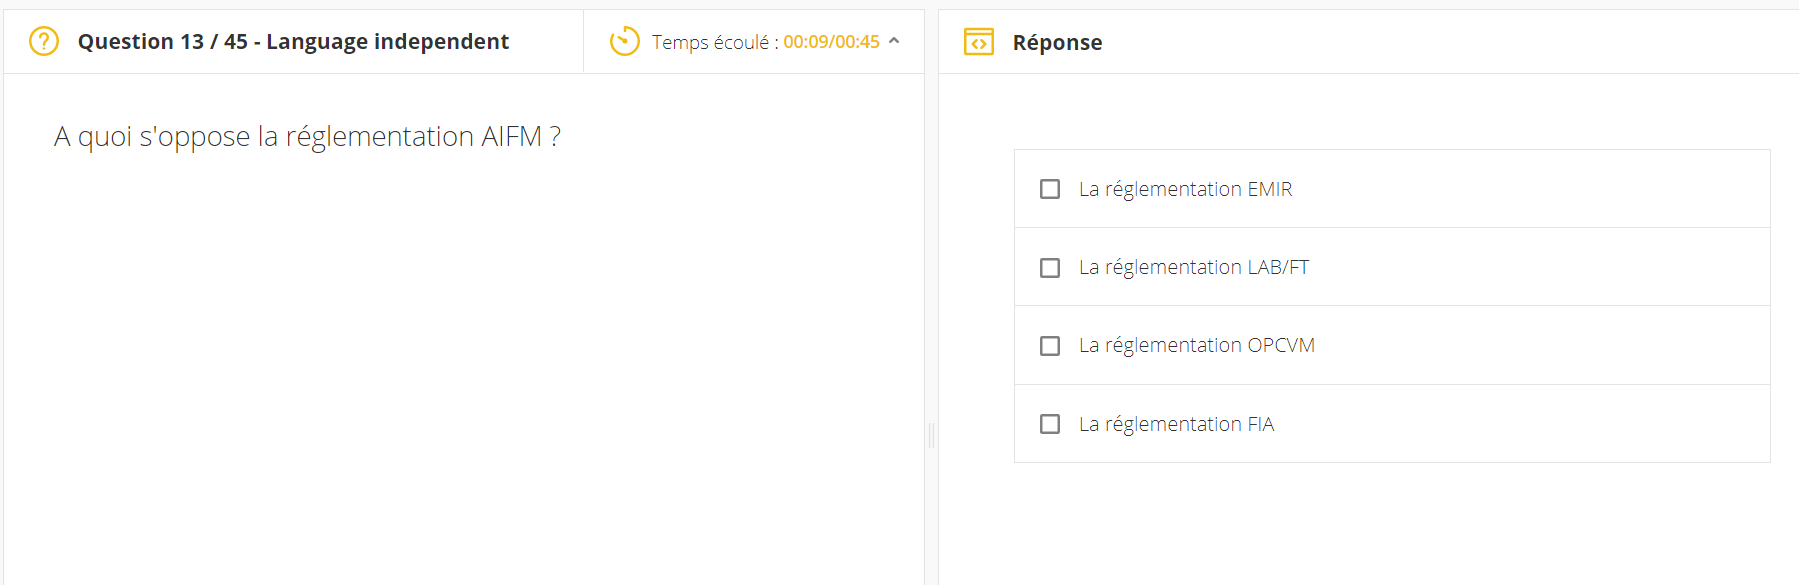 Question 13 / 45 - Language independent
Temps écoulé : 00:09/00:45
A quoi s'oppose la réglementation AIFM ?
Réponse
La réglementation EMIR
La réglementation LAB/FT
La réglementation OPCVM
La réglementation FIA